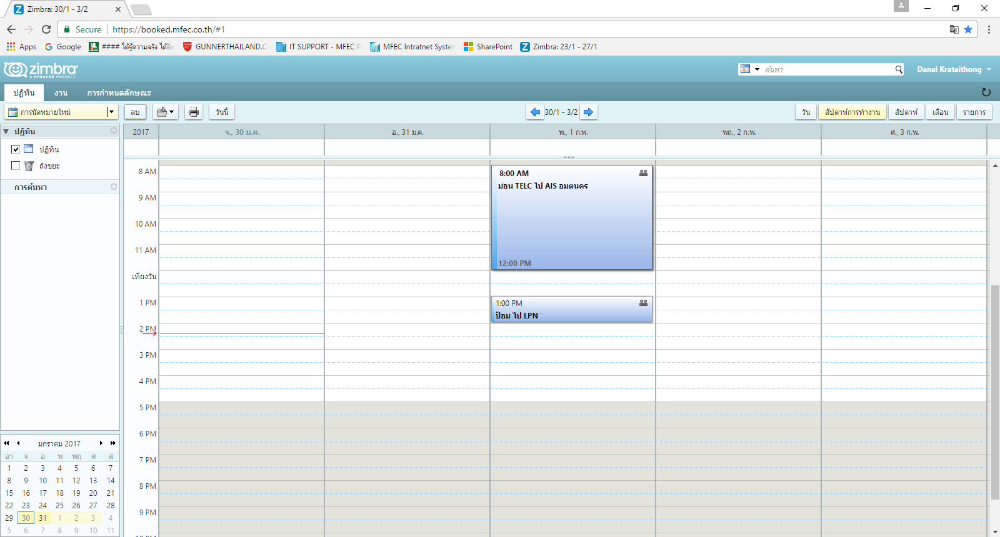 Zimbra: 30/1 - 3/2
Secure https://booked.mfec.co.th/#1
Apps Google #### ได้รู้ความจริง GUNNERTHAILAND.C IT SUPPORT - MFEC P MFEC Intratnet System SharePoint Zimbra: 23/1 - 27/1
zimbra
A SYNACOR PRODUCT
ค้นหา Danai Krataithong
ปฏิทิน งาน การกำหนดลักษณะ
การนัดหมายใหม่ ลบ วันนี้ 30/1 - 3/2 วัน สัปดาห์การทำงาน สัปดาห์ เดือน รายการ
ปฏิทิน
ปฏิทิน
ถังขยะ
การค้นหา
2017 จ., 30 ม.ค. อ., 31 ม.ค. พ., 1 ก.พ. พฤ., 2 ก.พ. ศ., 3 ก.พ.
8 AM
9 AM
10 AM
11 AM
เที่ยงวัน
1 PM
2 PM
3 PM
4 PM
5 PM
6 PM
7 PM
8 PM
9 PM
10 PM
8:00 AM
ม่อน TELC ไป AIS อมตนคร
12:00 PM
1:00 PM
ป้อม ไป LPN
มกราคม 2017
อา จ อ พ พฤ ศ ส
1 2 3 4 5 6 7
8 9 10 11 12 13 14
15 16 17 18 19 20 21
22 23 24 25 26 27 28
29 30 31 1 2 3 4
5 6 7 8 9 10 11